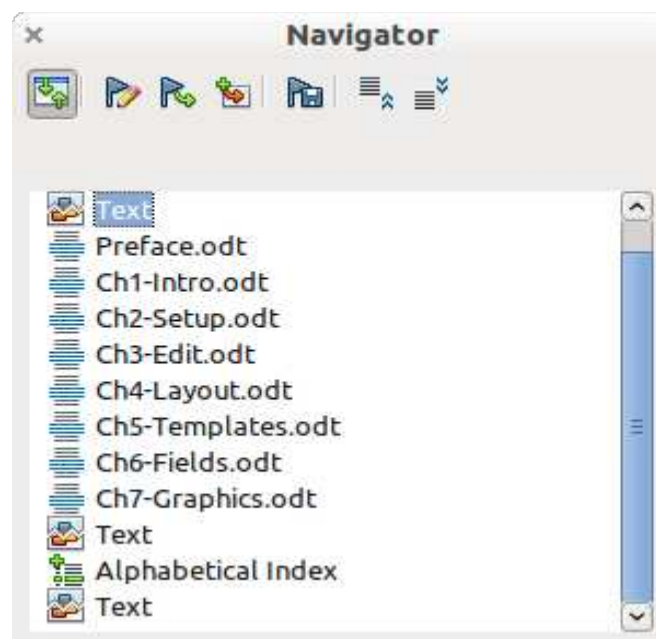 Navigator
Text
Preface.odt
Ch1-Intro.odt
Ch2-Setup.odt
Ch3-Edit.odt
Ch4-Layout.odt
Ch5-Templates.odt
Ch6-Fields.odt
Ch7-Graphics.odt
Text
Alphabetical Index
Text